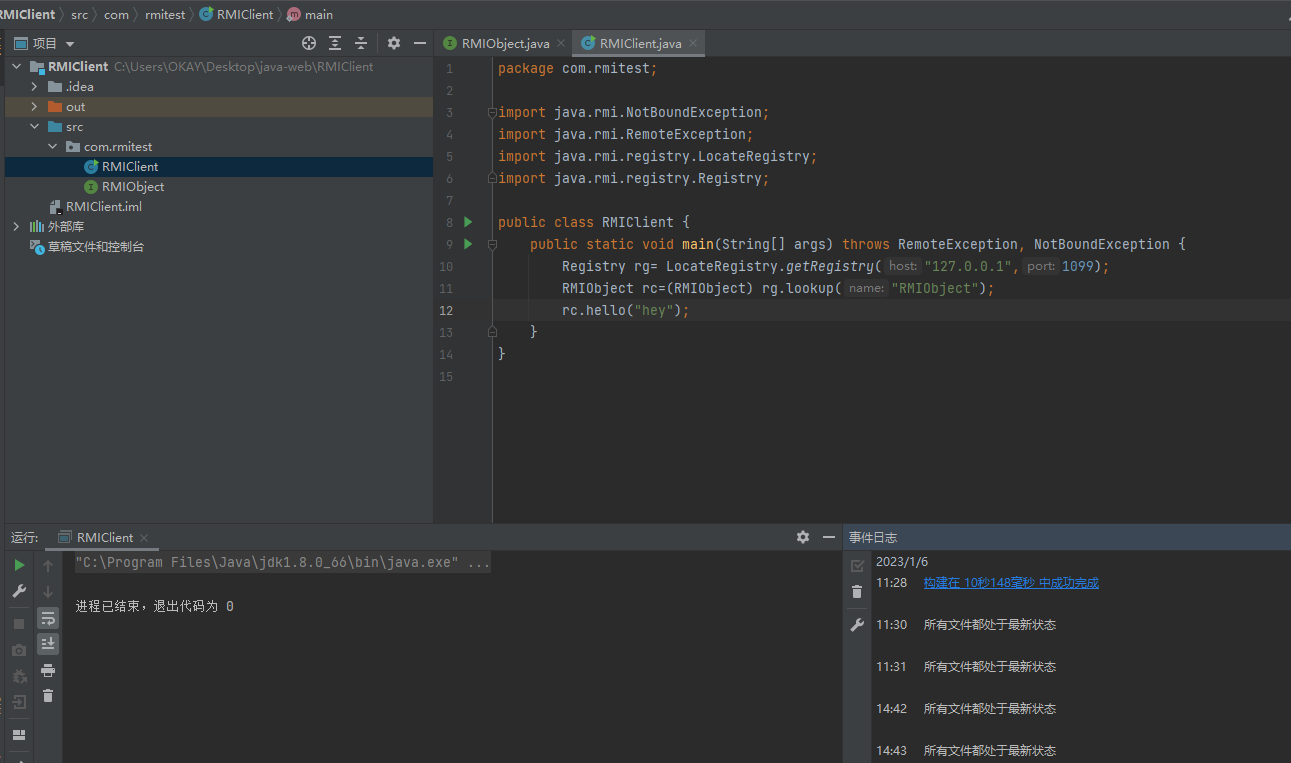 RMIClient src com rmitest RMIClient main
项目
RMIObject.java RMIClient.java
RMIClient C:\Users\OKAY\Desktop\java-web\RMIClient
.idea
out
src
com.rmitest
RMIClient
RMIObject
RMIClient.iml
外部库
草稿文件和控制台
1 package com.rmitest;
2
3 import java.rmi.NotBoundException;
4 import java.rmi.RemoteException;
5 import java.rmi.registry.LocateRegistry;
6 import java.rmi.registry.Registry;
7
8 public class RMIClient {
9 public static void main(String[] args) throws RemoteException, NotBoundException {
10 Registry rg= LocateRegistry.getRegistry( host: "127.0.0.1", port: 1099);
11 RMIObject rc=(RMIObject) rg.lookup( name: "RMIObject");
12 rc.hello("hey");
13 }
14 }
15
运行: RMIClient
"C:\Program Files\Java\jdk1.8.0_66\bin\java.exe" ...
进程已结束，退出代码为 0
事件日志
2023/1/6
11:28 构建在 10秒148毫秒 中成功完成
11:30 所有文件都处于最新状态
11:31 所有文件都处于最新状态
14:42 所有文件都处于最新状态
14:43 所有文件都处于最新状态